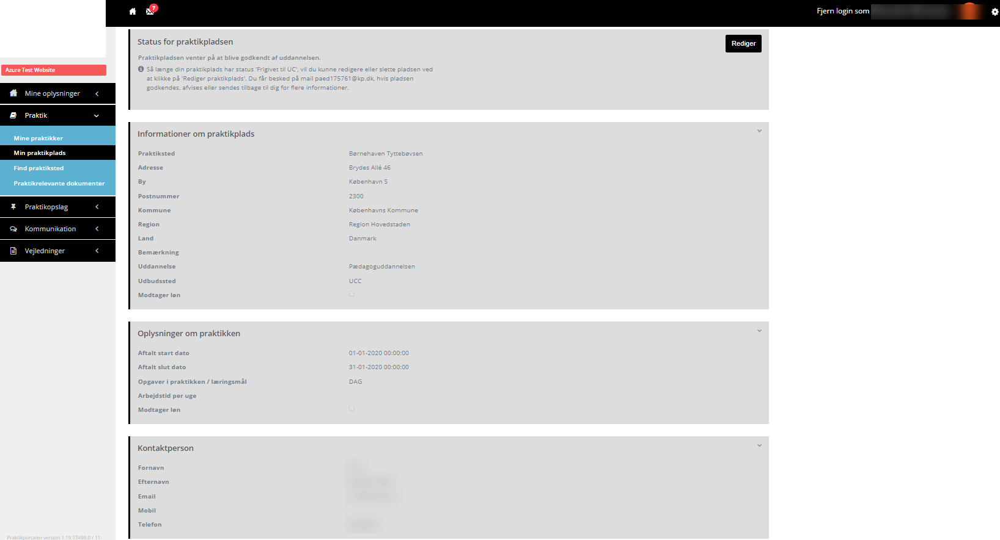 7
Fjern login som
Azure Test Website
Mine oplysninger
Praktik
Mine praktikker
Min praktikplads
Find praktiksted
Praktikrelevante dokumenter
Praktikopslag
Kommunikation
Vejledninger
Praktikportalen version 1.19.17499.0 / 11-
Status for praktikpladsen
Rediger
Praktikpladsen venter på at blive godkendt af uddannelsen.
Så længe din praktikplads har status 'Frigivet til UC', vil du kunne redigere eller slette pladsen ved
at klikke på 'Rediger praktikplads'. Du får besked på mail paed175761@kp.dk, hvis pladsen
godkendes, afvises eller sendes tilbage til dig for flere informationer.
Informationer om praktikplads
Praktiksted Børnehaven Tyttebøvsen
Adresse Brydes Allé 46
By København S
Postnummer 2300
Kommune Københavns Kommune
Region Region Hovedstaden
Land Danmark
Bemærkning
Uddannelse Pædagoguddannelsen
Udbudssted UCC
Modtager løn
Oplysninger om praktikken
Aftalt start dato 01-01-2020 00:00:00
Aftalt slut dato 31-01-2020 00:00:00
Opgaver i praktikken / læringsmål DAG
Arbejdstid per uge
Modtager løn
Kontaktperson
Fornavn
Efternavn
Email
Mobil
Telefon